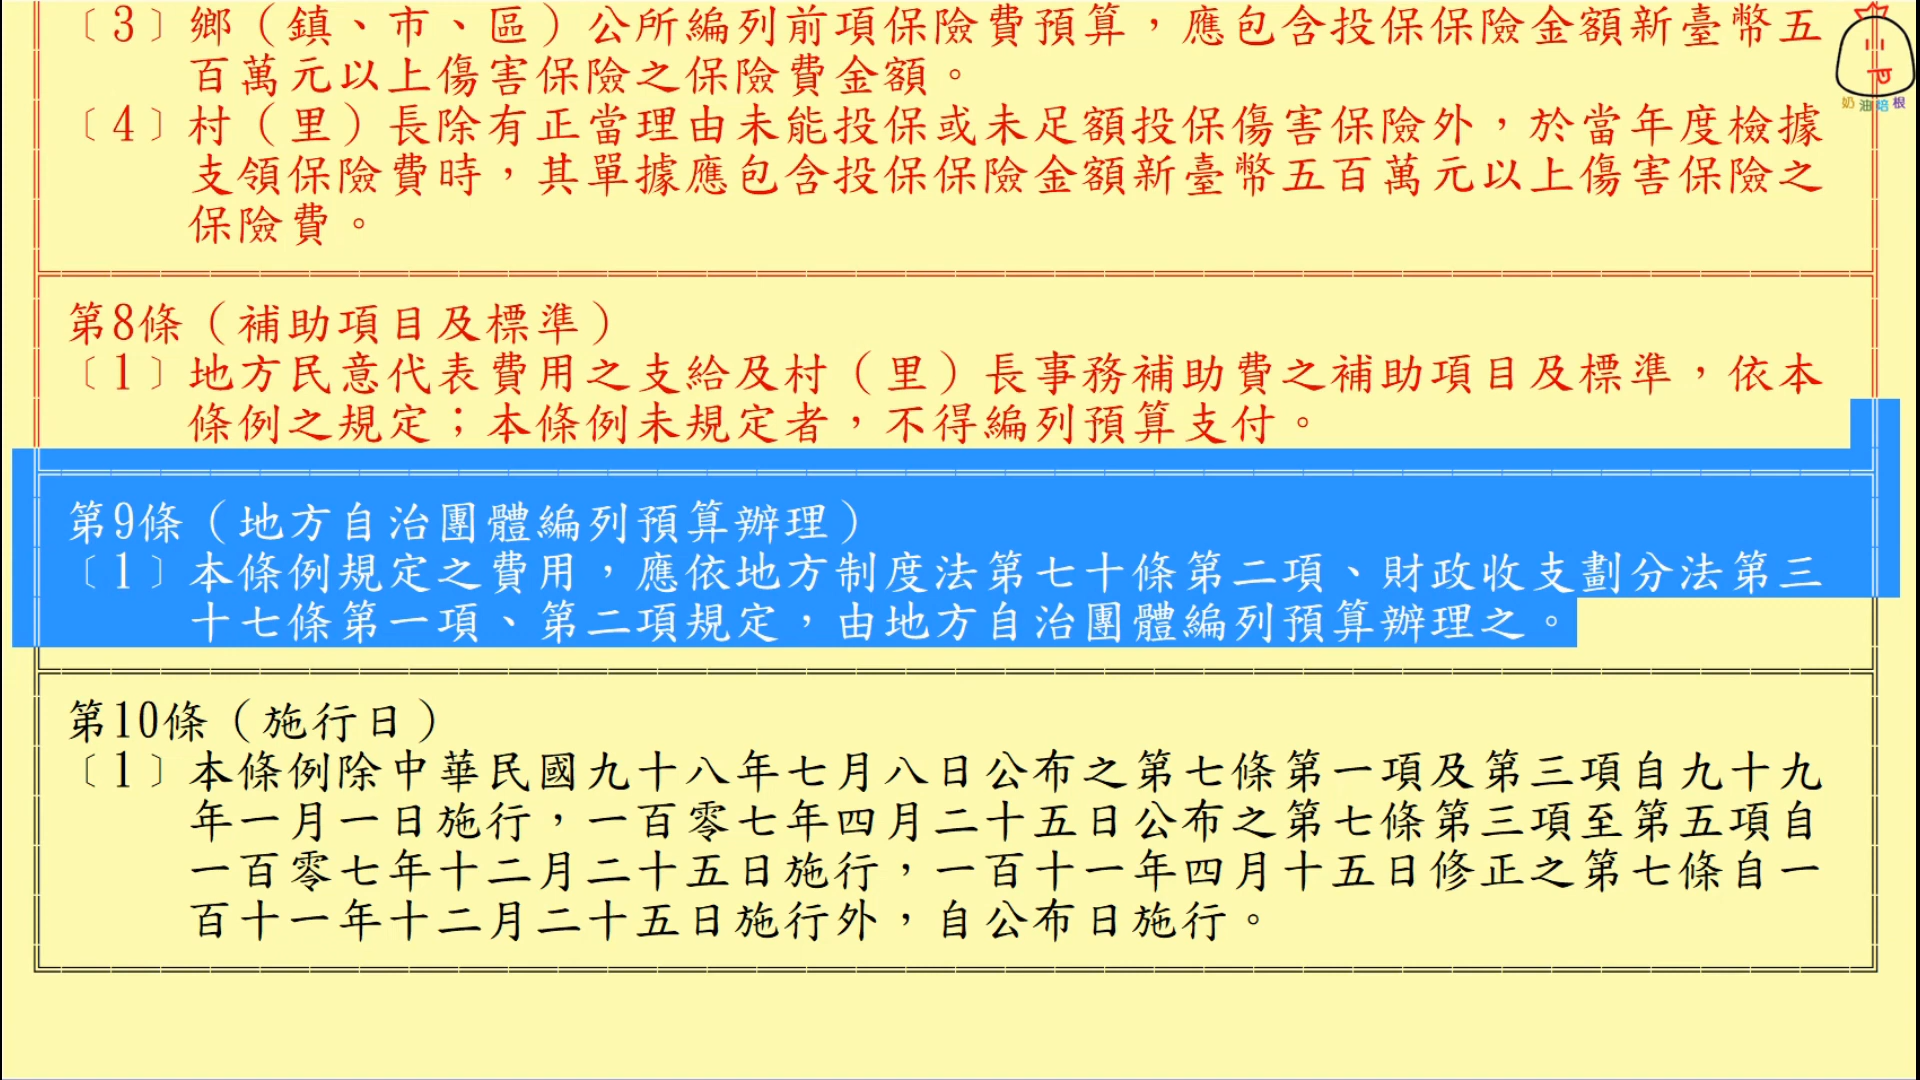 〔3〕鄉（鎮、市、區）公所編列前項保險費預算，應包含投保保險金額新臺幣五
百萬元以上傷害保險之保險費金額。
〔4〕村（里）長除有正當理由未能投保或未足額投保傷害保險外，於當年度檢據
支領保險費時，其單據應包含投保保險金額新臺幣五百萬元以上傷害保險之
保險費。
第8條（補助項目及標準）
〔1〕地方民意代表費用之支給及村（里）長事務補助費之補助項目及標準，依本
條例之規定；本條例未規定者，不得編列預算支付。
第9條（地方自治團體編列預算辦理）
〔1〕本條例規定之費用，應依地方制度法第七十條第二項、財政收支劃分法第三
十七條第一項、第二項規定，由地方自治團體編列預算辦理之。
第10條（施行日）
〔1〕本條例除中華民國九十八年七月八日公布之第七條第一項及第三項自九十九
年一月一日施行，一百零七年四月二十五日公布之第七條第三項至第五項自
一百零七年十二月二十五日施行，一百十一年四月十五日修正之第七條自一
百十一年十二月二十五日施行外，自公布日施行。
奶油焙根